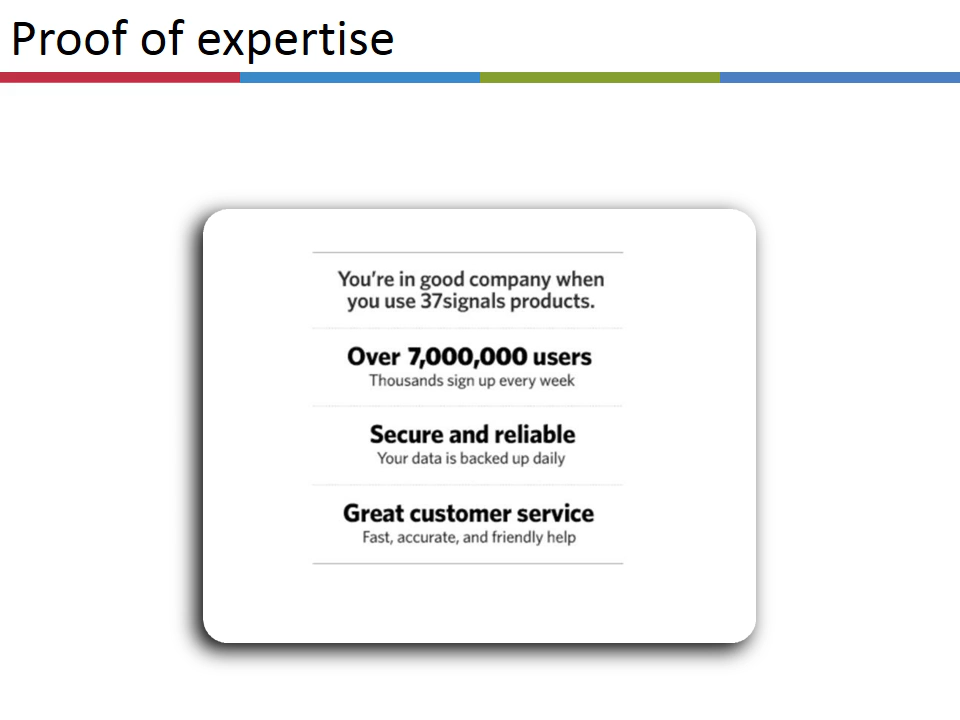 Proof of expertise
You're in good company when
you use 37signals products.
Over 7,000,000 users
Thousands sign up every week
Secure and reliable
Your data is backed up daily
Great customer service
Fast, accurate, and friendly help